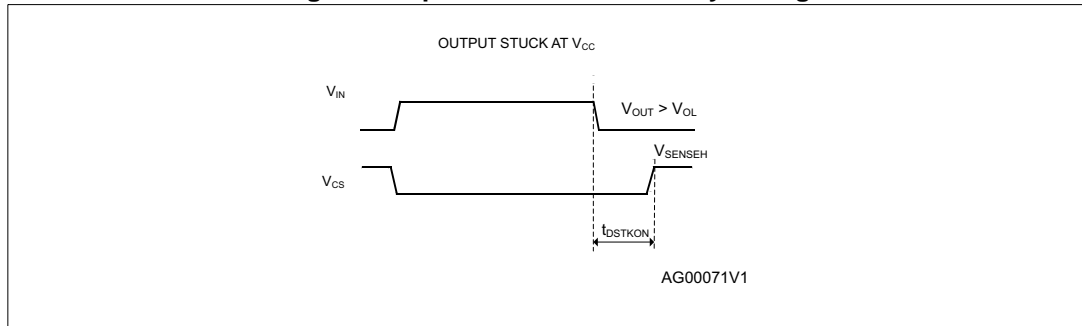 OUTPUT STUCK AT VCC
VIN
VOUT > VOL
VSENSEH
VCS
tDSTKON
AG00071V1